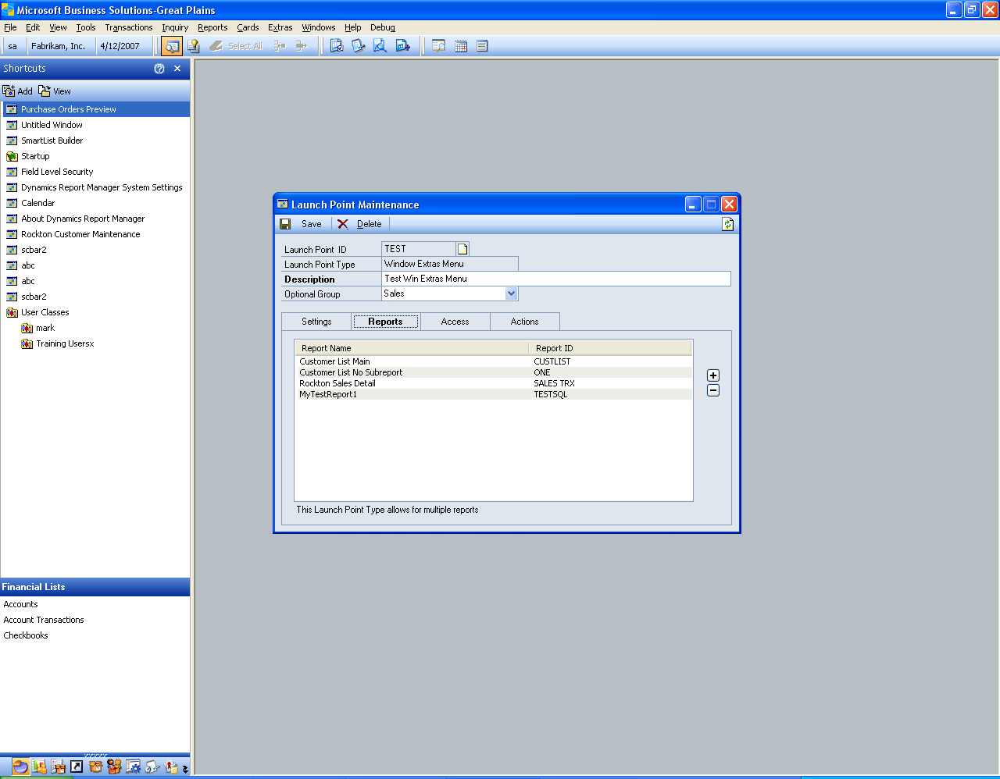 Microsoft Business Solutions-Great Plains
File Edit View Tools Transactions Inquiry Reports Cards Extras Windows Help Debug
sa Fabrikam, Inc. 4/12/2007 Select All
Shortcuts
Add View
Purchase Orders Preview
Untitled Window
SmartList Builder
Startup
Field Level Security
Dynamics Report Manager System Settings
Calendar
About Dynamics Report Manager
Rockton Customer Maintenance
scbar2
abc
abc
scbar2
User Classes
mark
Training Usersx
Financial Lists
Accounts
Account Transactions
Checkbooks
Launch Point Maintenance
Save Delete
Launch Point ID TEST
Launch Point Type Window Extras Menu
Description Test Win Extras Menu
Optional Group Sales
Settings Reports Access Actions
Report Name Report ID
Customer List Main CUSTLIST
Customer List No Subreport ONE
Rockton Sales Detail SALES TRX
MyTestReport1 TESTSQL
This Launch Point Type allows for multiple reports